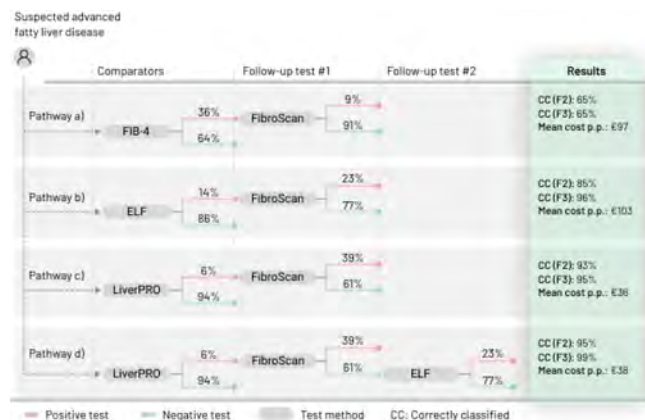 Suspected advanced
fatty liver disease
Comparators
Follow-up test #1
Follow-up test #2
Results
Pathway a)
FIB-4
36%
64%
FibroScan
9%
91%
CC (F2): 65%
CC (F3): 65%
Mean cost p.p.: €97
Pathway b)
ELF
14%
86%
FibroScan
23%
77%
CC (F2): 85%
CC (F3): 96%
Mean cost p.p.: €103
Pathway c)
LiverPRO
6%
94%
FibroScan
39%
61%
CC (F2): 93%
CC (F3): 95%
Mean cost p.p.: €36
Pathway d)
LiverPRO
6%
94%
FibroScan
39%
61%
ELF
23%
77%
CC (F2): 95%
CC (F3): 99%
Mean cost p.p.: €38
Positive test
Negative test
Test method
CC: Correctly classified